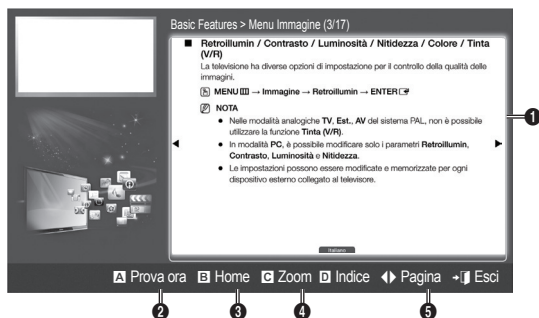 Basic Features > Menu Immagine (3/17)
■ Retroillumin / Contrasto / Luminosità / Nitidezza / Colore / Tinta
(V/R)
La televisione ha diverse opzioni di impostazione per il controllo della qualità delle
immagini.
MENU → Immagine → Retroillumin → ENTER
NOTA
● Nelle modalità analogiche TV, Est., AV del sistema PAL, non è possibile
utilizzare la funzione Tinta (V/R).
● In modalità PC, è possibile modificare solo i parametri Retroillumin,
Contrasto, Luminosità e Nitidezza.
● Le impostazioni possono essere modificate e memorizzate per ogni
dispositivo esterno collegato al televisore.
Italiano
A Prova ora B Home C Zoom D Indice ◀▶ Pagina Esci
1
2 3 4 5